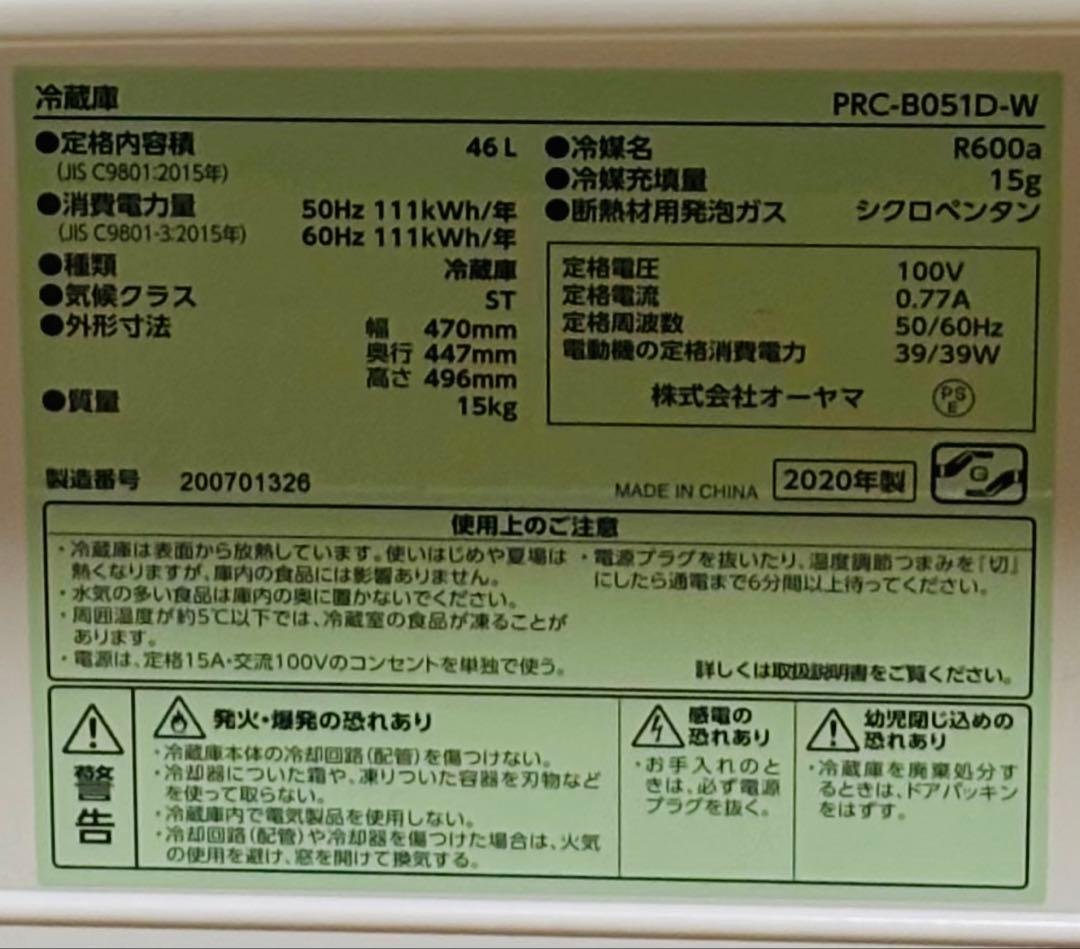 冷蔵庫
PRC-B051D-W
●定格内容積 46L
(JIS C9801:2015年)
●消費電力量 50Hz 111kWh/年
(JIS C9801-3:2015年) 60Hz 111kWh/年
●種類 冷蔵庫
●気候クラス ST
●外形寸法 幅 470mm
奥行 447mm
高さ 496mm
●質量 15kg
●冷媒名 R600a
●冷媒充填量 15g
●断熱材用発泡ガス シクロペンタン
定格電圧 100V
定格電流 0.77A
定格周波数 50/60Hz
電動機の定格消費電力 39/39W
株式会社オーヤマ
PS
E
製造番号 200701326
MADE IN CHINA
2020年製
G
使用上のご注意
・冷蔵庫は表面から放熱しています。使いはじめや夏場は
熱くなりますが、庫内の食品には影響ありません。
・水気の多い食品は庫内の奥に置かないでください。
・周囲温度が約5℃以下では、冷蔵室の食品が凍ることが
あります。
・電源は、定格15A・交流100Vのコンセントを単独で使う。
・電源プラグを抜いたり、温度調節つまみを『切』
にしたら通電まで6分間以上待ってください。
詳しくは取扱説明書をご覧ください。
警
告
発火・爆発の恐れあり
・冷蔵庫本体の冷却回路(配管)を傷つけない。
・冷却器についた霜や、凍りついた容器を刃物など
を使って取らない。
・冷蔵庫内で電気製品を使用しない。
・冷却回路(配管)や冷却器を傷つけた場合は、火気
の使用を避け、窓を開けて換気する。
感電の
恐れあり
・お手入れのと
きは、必ず電源
プラグを抜く。
幼児閉じ込めの
恐れあり
・冷蔵庫を廃棄処分す
るときは、ドアパッキン
をはずす。